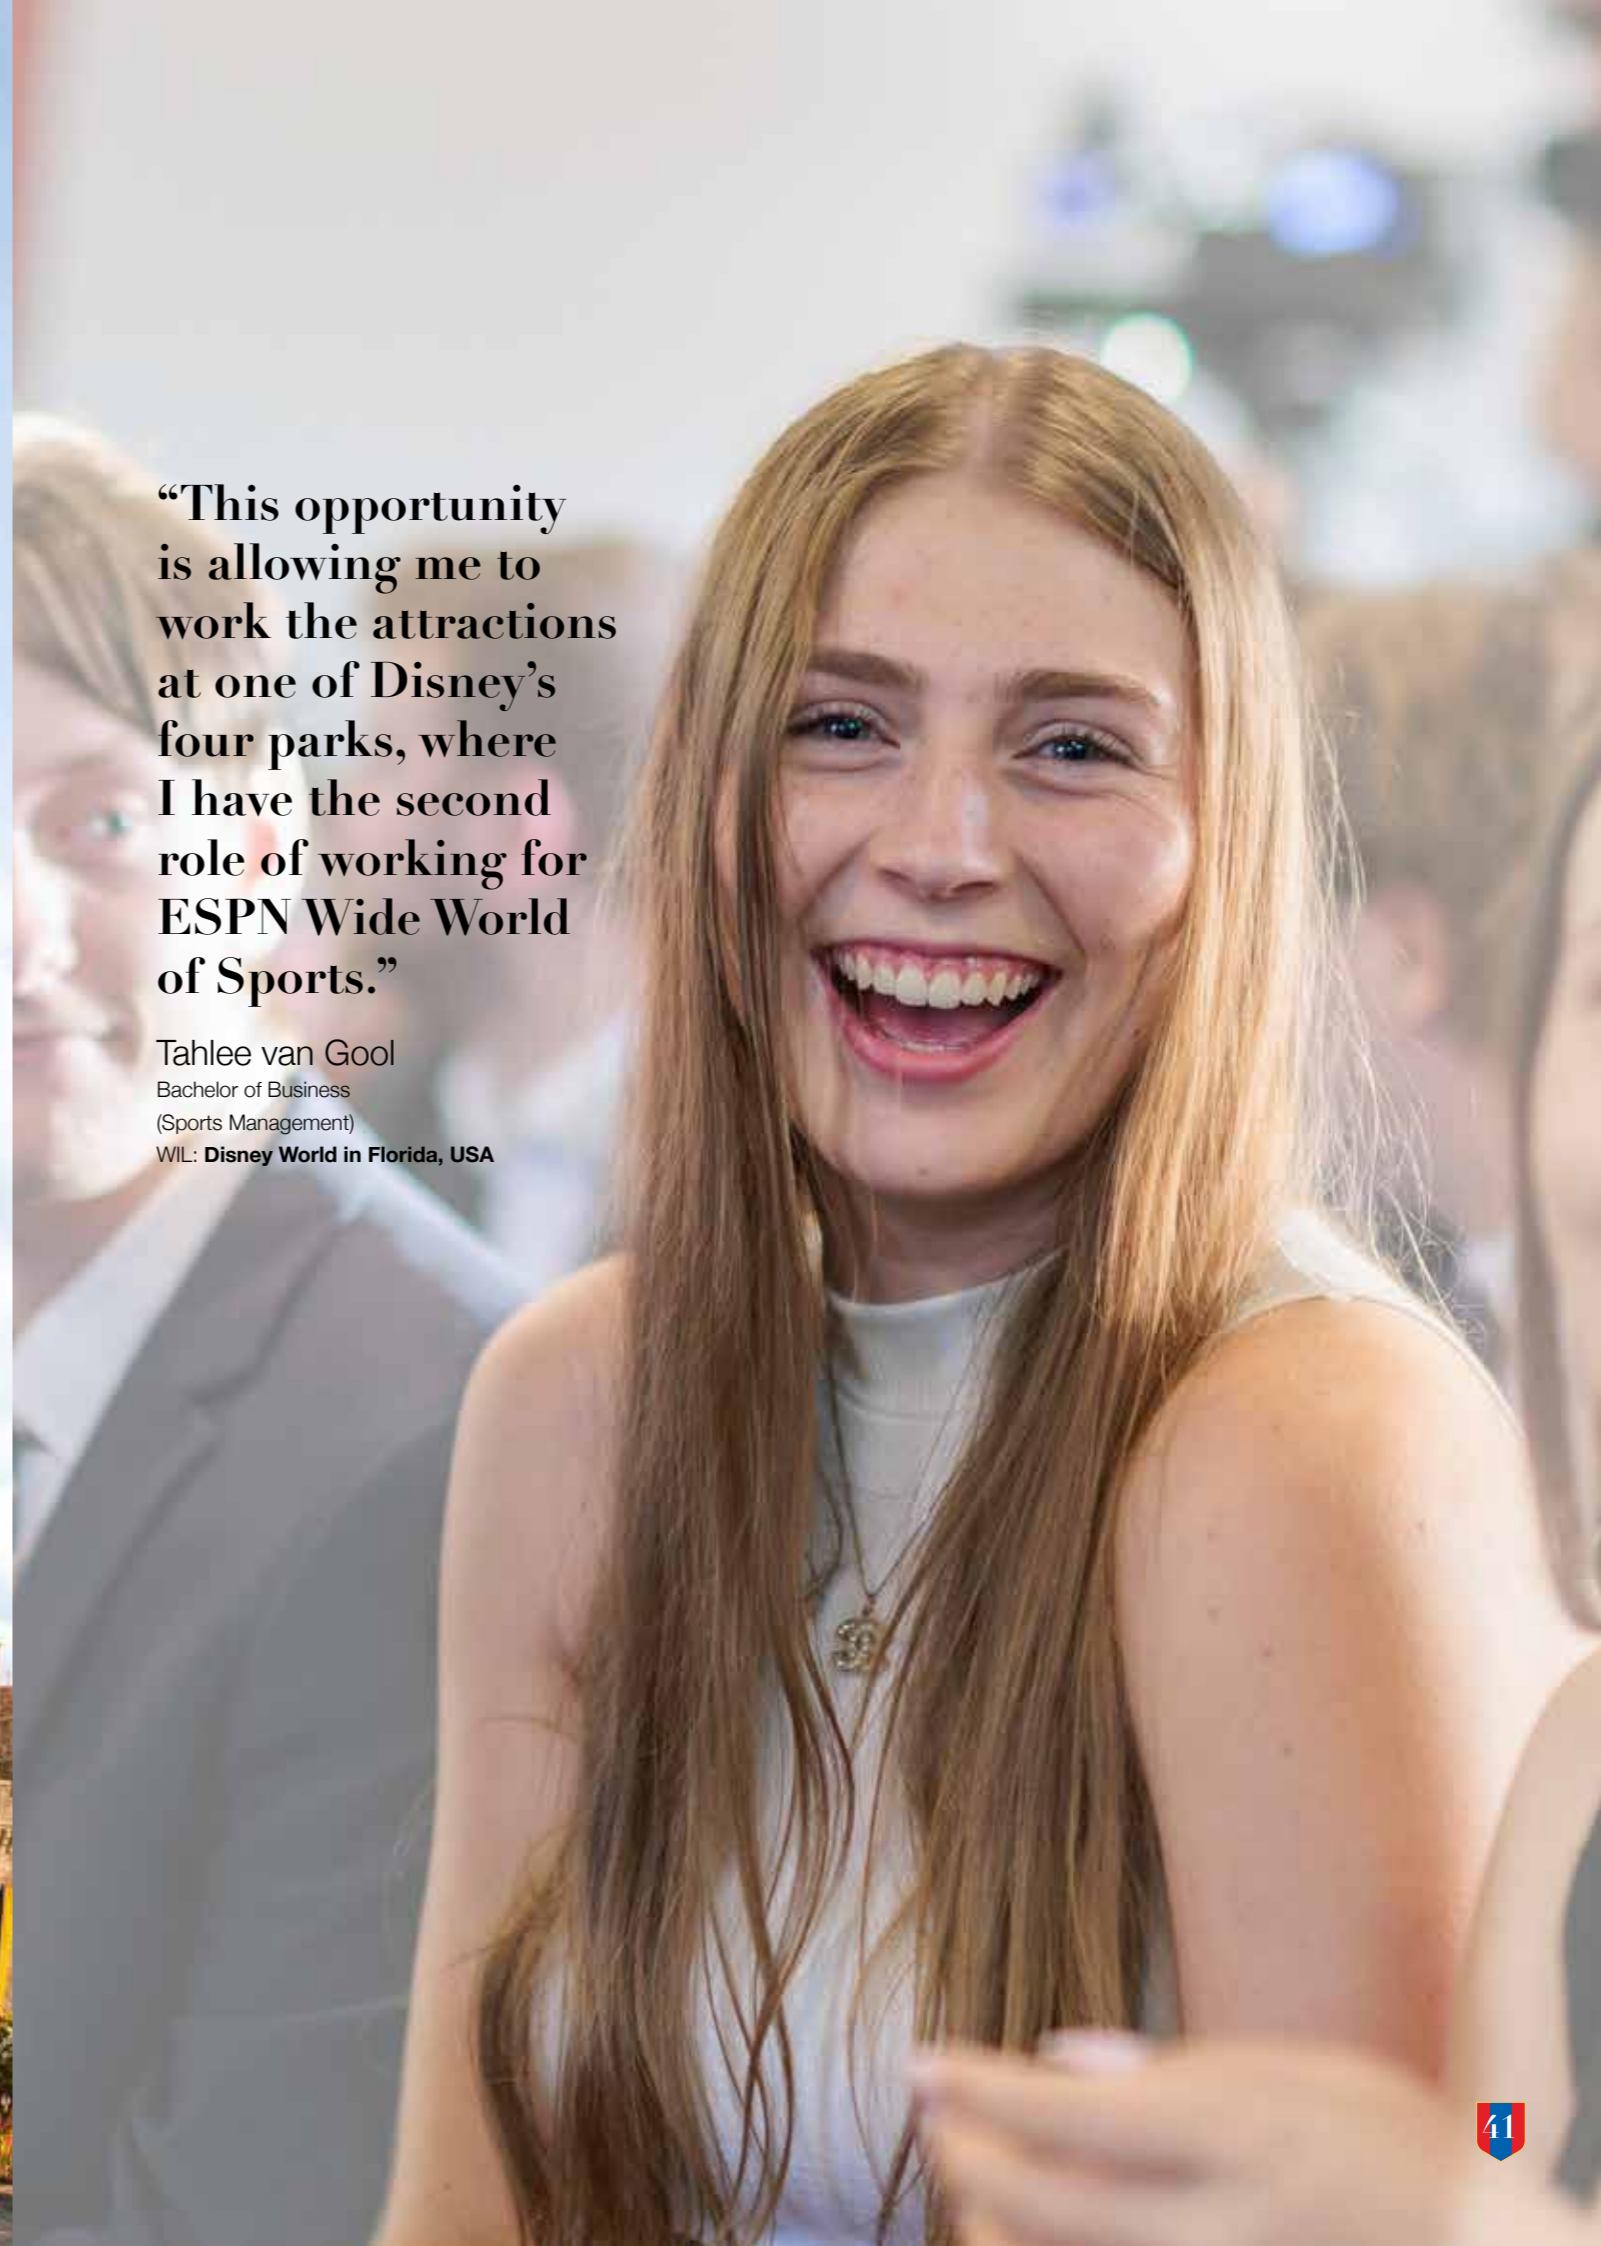 “This opportunity
is allowing me to
work the attractions
at one of Disney’s
four parks, where
I have the second
role of working for
ESPN Wide World
of Sports.”
Tahlee van Gool
Bachelor of Business
(Sports Management)
WIL: Disney World in Florida, USA
41